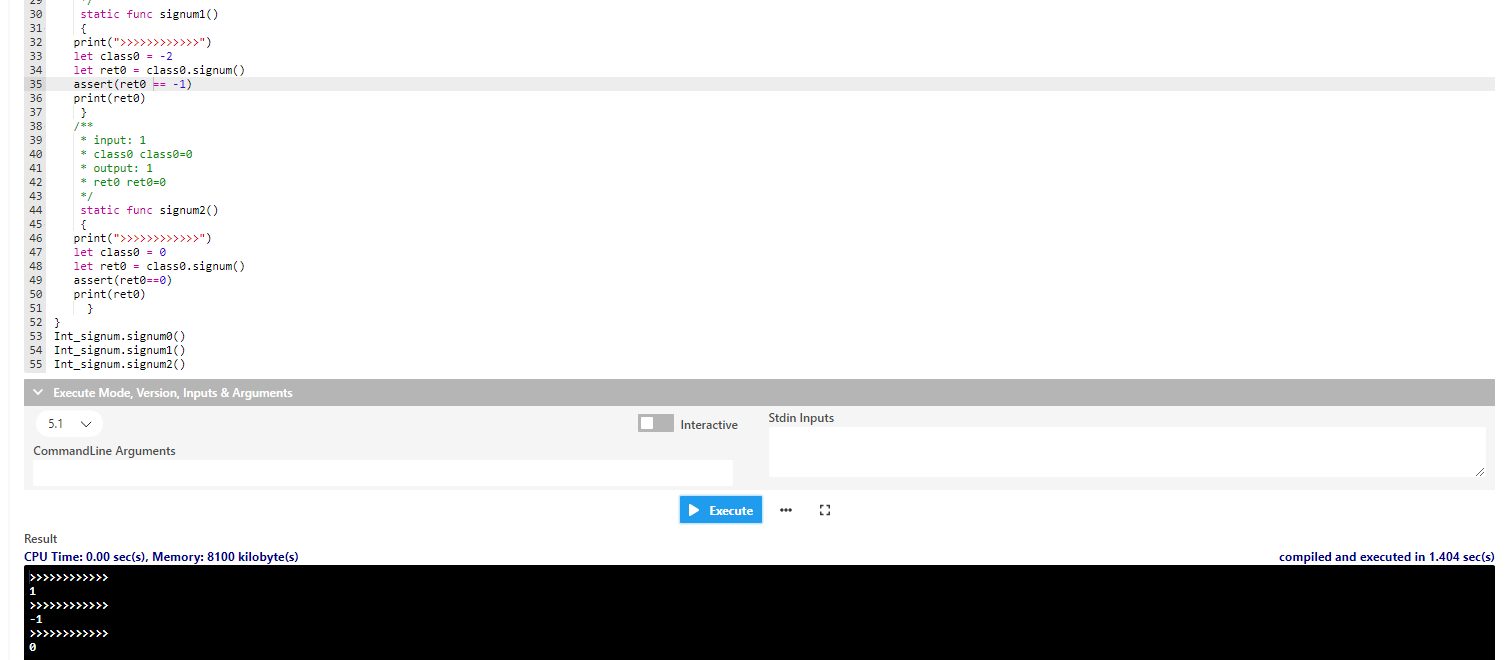 29 */
30 static func signum1()
31 {
32 print(">>>>>>>>>>>>")
33 let class0 = -2
34 let ret0 = class0.signum()
35 assert(ret0 == -1)
36 print(ret0)
37 }
38 /**
39 * input: 1
40 * class0 class0=0
41 * output: 1
42 * ret0 ret0=0
43 */
44 static func signum2()
45 {
46 print(">>>>>>>>>>>>")
47 let class0 = 0
48 let ret0 = class0.signum()
49 assert(ret0==0)
50 print(ret0)
51 }
52 }
53 Int_signum.signum0()
54 Int_signum.signum1()
55 Int_signum.signum2()
Execute Mode, Version, Inputs & Arguments
5.1
Interactive
Stdin Inputs
CommandLine Arguments
Execute
Result
CPU Time: 0.00 sec(s), Memory: 8100 kilobyte(s)
compiled and executed in 1.404 sec(s)
>>>>>>>>>>>>
1
>>>>>>>>>>>>
-1
>>>>>>>>>>>>
0